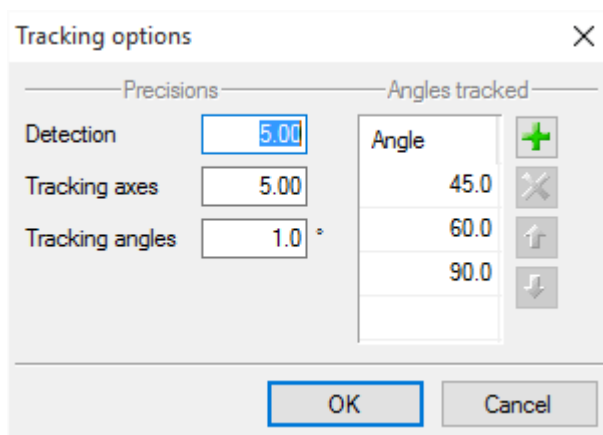 Tracking options
Precisions
Angles tracked
Detection 5.00
Angle
Tracking axes 5.00
45.0
Tracking angles 1.0 °
60.0
90.0
OK
Cancel